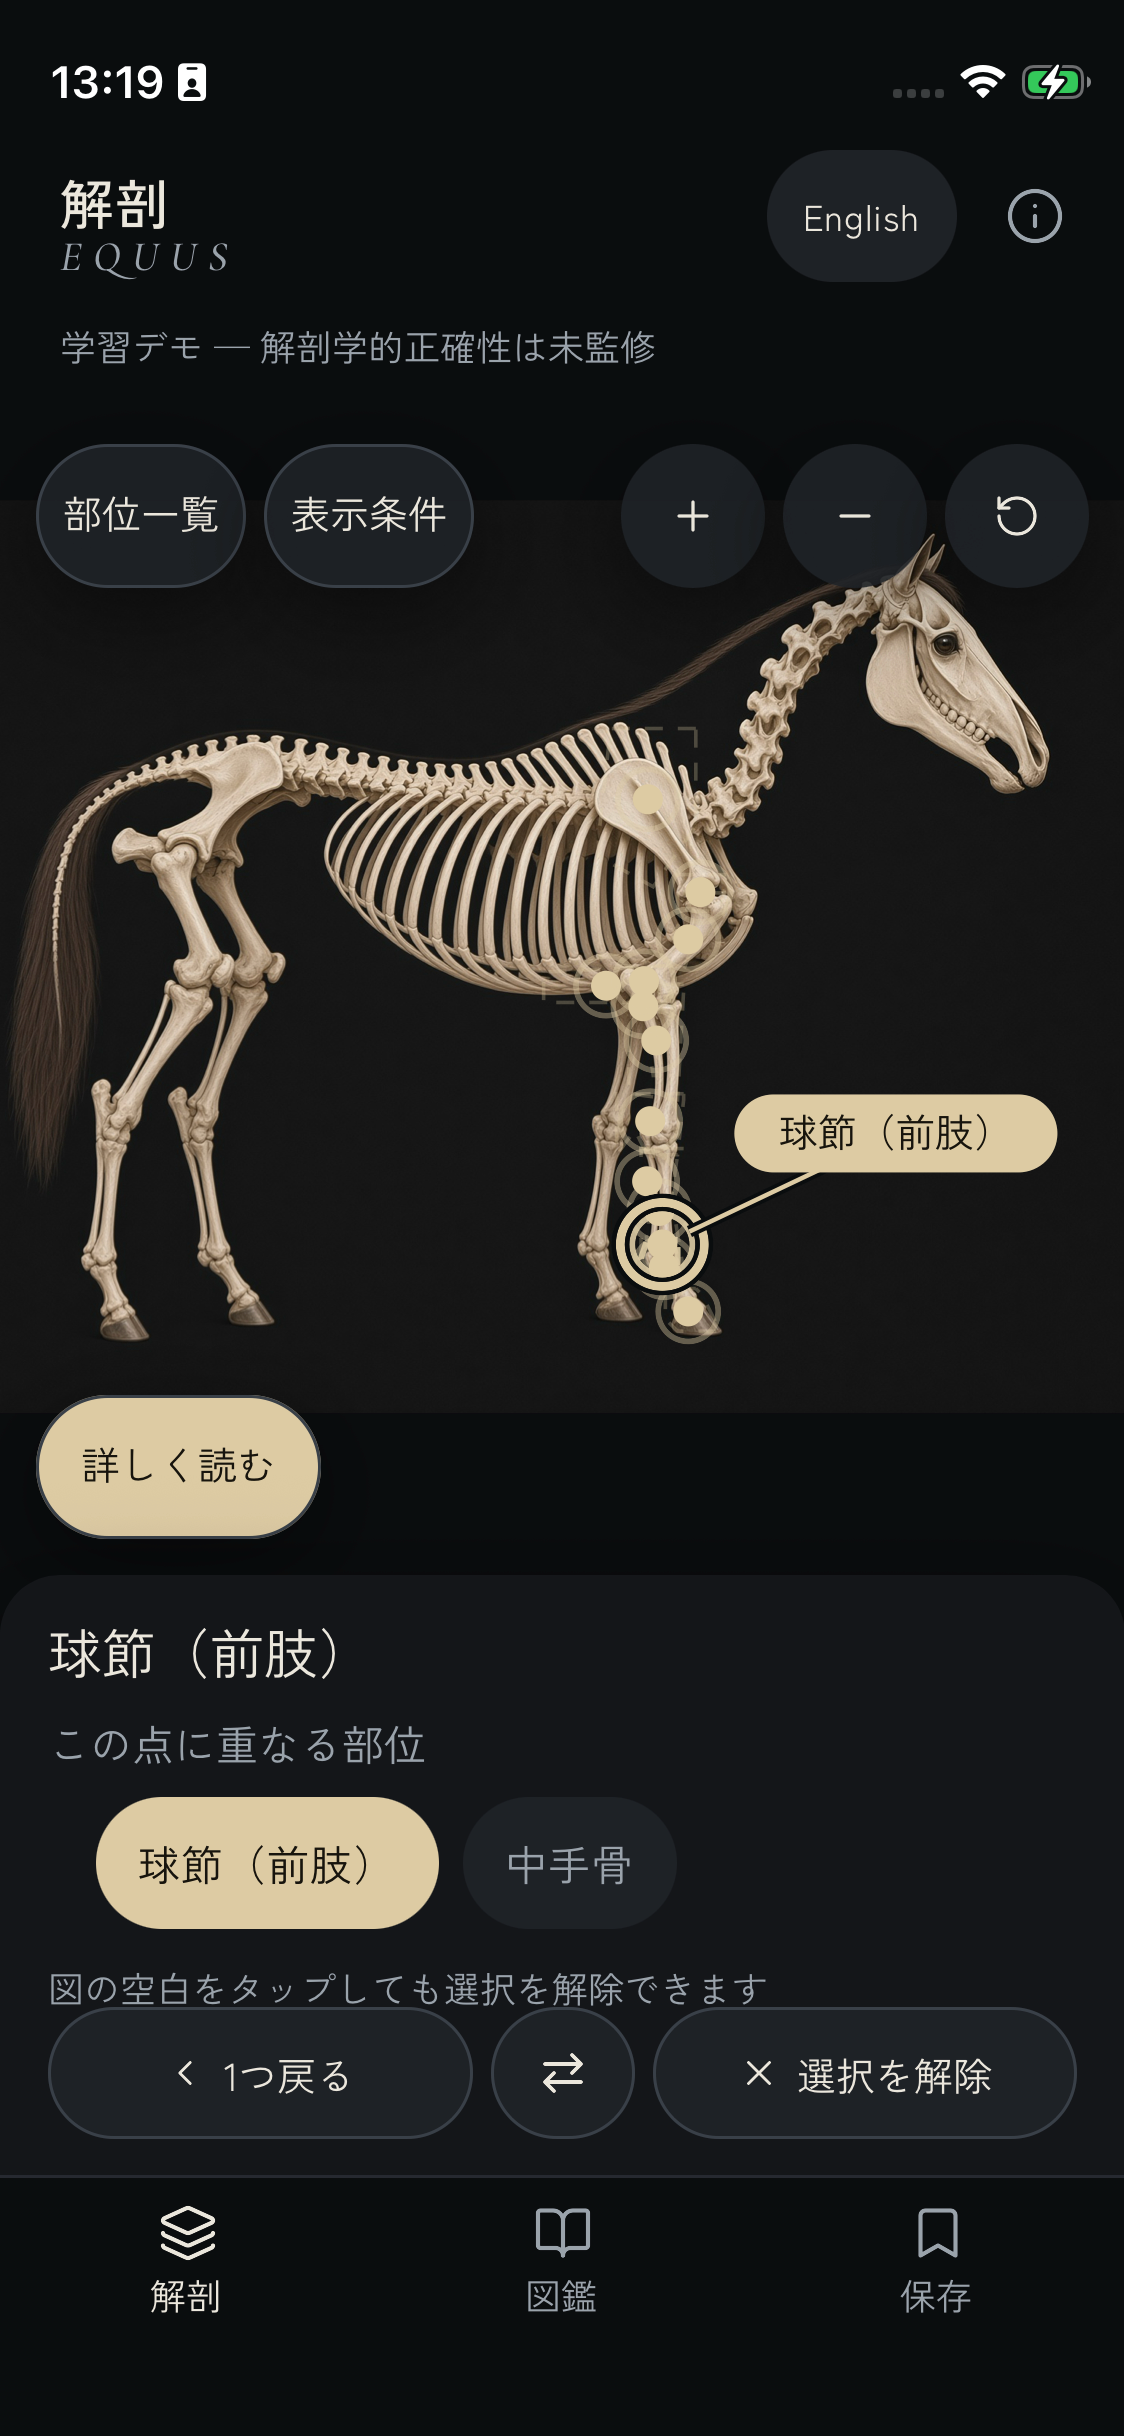 13:19
解剖
EQUUS
English
学習デモ — 解剖学的正確性は未監修
部位一覧
表示条件
球節（前肢）
詳しく読む
球節（前肢）
この点に重なる部位
球節（前肢）
中手骨
図の空白をタップしても選択を解除できます
1つ戻る
選択を解除
解剖
図鑑
保存